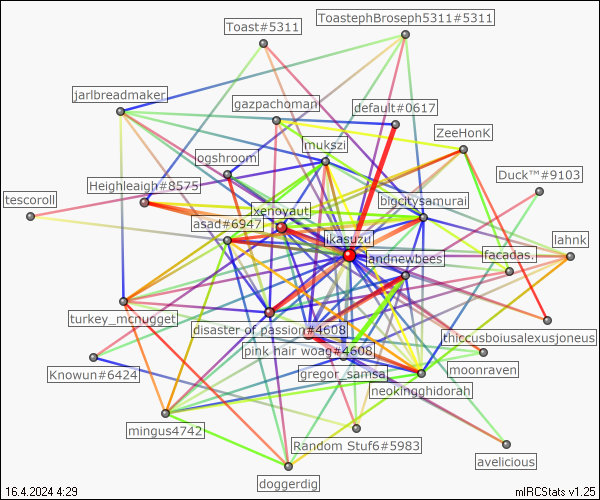 Toast#5311
ToastephBroseph5311#5311
jarlbreadmaker
gazpachoman
default#0617
ZeeHonK
mukszi
ogshroom
Duck™#9103
Heighleigh#8575
tescoroll
xenoyaut
bigcitysamurai
asad#6947
ikasuzu
lahnk
landnewbees
facadas.
turkey_mcnugget
disaster of passion#4608
thiccusboiusalexusjoneus
pink hair woag#4608
moonraven
Knowun#6424
gregor_samsa
neokingghidorah
mingus4742
Random Stuf6#5983
avelicious
doggerdig
16.4.2024 4:29
mIRCStats v1.25